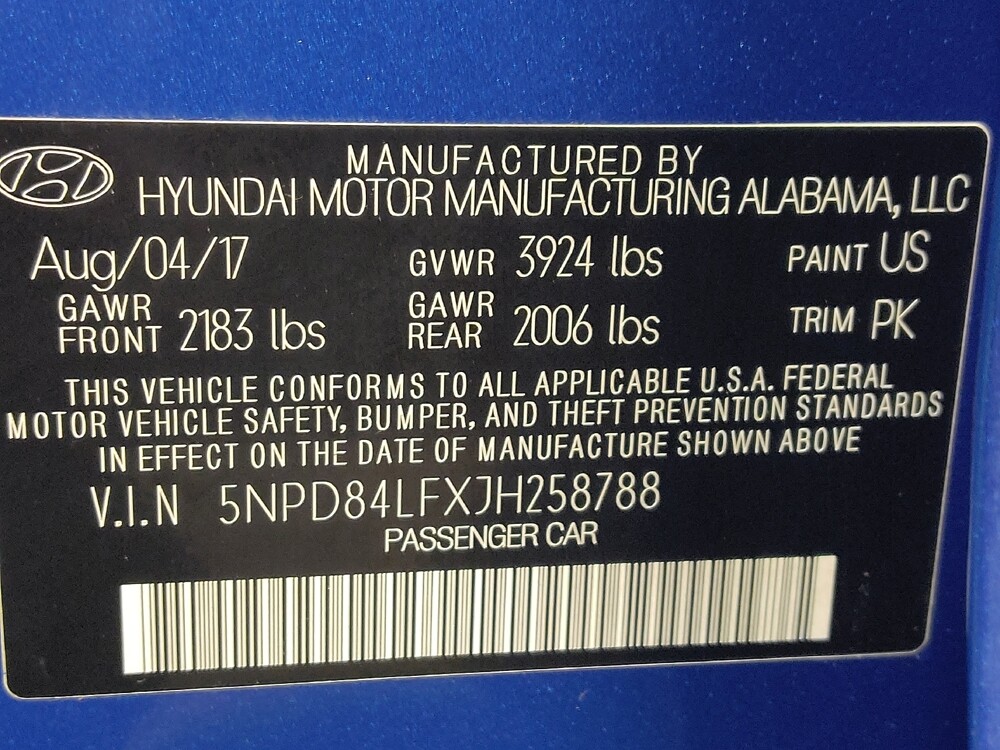 MANUFACTURED BY
HYUNDAI MOTOR MANUFACTURING ALABAMA, LLC
Aug/04/17 GVWR 3924 lbs PAINT US
GAWR FRONT 2183 lbs GAWR REAR 2006 lbs TRIM PK
THIS VEHICLE CONFORMS TO ALL APPLICABLE U.S.A. FEDERAL
MOTOR VEHICLE SAFETY, BUMPER, AND THEFT PREVENTION STANDARDS
IN EFFECT ON THE DATE OF MANUFACTURE SHOWN ABOVE
V.I.N 5NPD84LFXJH258788
PASSENGER CAR